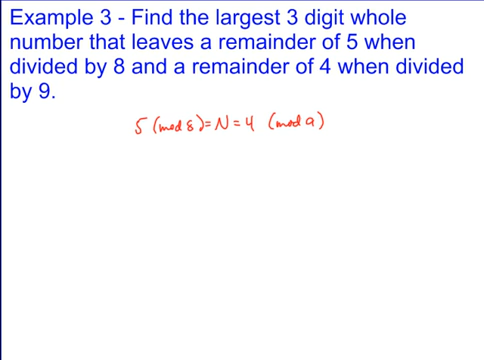 Example 3 - Find the largest 3 digit whole
number that leaves a remainder of 5 when
divided by 8 and a remainder of 4 when divided
by 9.
5 (mod 8) = N = 4 (mod 9)